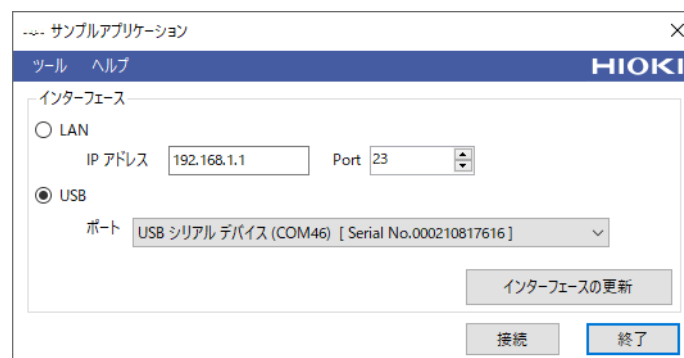 サンプルアプリケーション
ツール ヘルプ HIOKI
インターフェース
LAN
IP アドレス 192.168.1.1 Port 23
USB
ポート USB シリアル デバイス (COM46) [ Serial No.000210817616 ]
インターフェースの更新
接続 終了